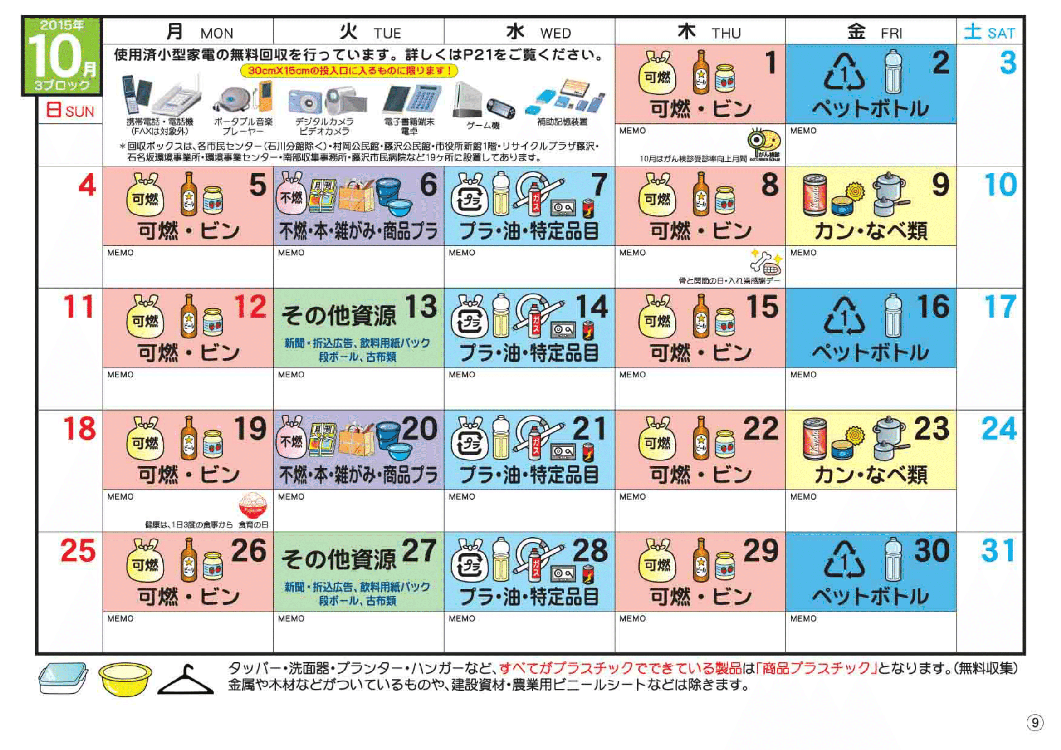 2015年
10月
3ブロック
日 SUN
月 MON
火 TUE
水 WED
木 THU
金 FRI
土 SAT
使用済小型家電の無料回収を行っています。詳しくはP21をご覧ください。
30cm×15cmの投入口に入るものに限ります!
携帯電話・電話機
(FAXは対象外)
ポータブル音楽
プレーヤー
デジタルカメラ
ビデオカメラ
電子書籍端末
電卓
ゲーム機
補助記憶装置
*回収ボックスは、各市民センター(石川分館除く)・村岡公民館・藤沢公民館・市役所新館1階・リサイクルプラザ藤沢・
石名坂環境事業所・環境事業センター・南部収集事務所・藤沢市民病院など19ヶ所に設置してあります。
1
可燃
可燃・ビン
MEMO
10月はがん検診受診率向上月間
がん検診
2
1
ペットボトル
MEMO
3
4
5
可燃
可燃・ビン
MEMO
6
不燃
不燃・本・雑がみ・商品プラ
MEMO
7
プラ
プラ・油・特定品目
MEMO
8
可燃
可燃・ビン
MEMO
骨と関節の日・入れ歯感謝デー
9
カン・なべ類
MEMO
10
11
12
可燃
可燃・ビン
MEMO
その他資源 13
新聞・折込広告、飲料用紙パック
段ボール、古布類
MEMO
14
プラ
プラ・油・特定品目
MEMO
15
可燃
可燃・ビン
MEMO
16
1
ペットボトル
MEMO
17
18
19
可燃
可燃・ビン
MEMO
健康は、1日3度の食事から 食育の日
20
不燃
不燃・本・雑がみ・商品プラ
MEMO
21
プラ
プラ・油・特定品目
MEMO
22
可燃
可燃・ビン
MEMO
23
カン・なべ類
MEMO
24
25
26
可燃
可燃・ビン
MEMO
その他資源 27
新聞・折込広告、飲料用紙パック
段ボール、古布類
MEMO
28
プラ
プラ・油・特定品目
MEMO
29
可燃
可燃・ビン
MEMO
30
1
ペットボトル
MEMO
31
タッパー・洗面器・プランター・ハンガーなど、すべてがプラスチックでできている製品は「商品プラスチック」となります。(無料収集)
金属や木材などがついているものや、建設資材・農業用ビニールシートなどは除きます。
⑨